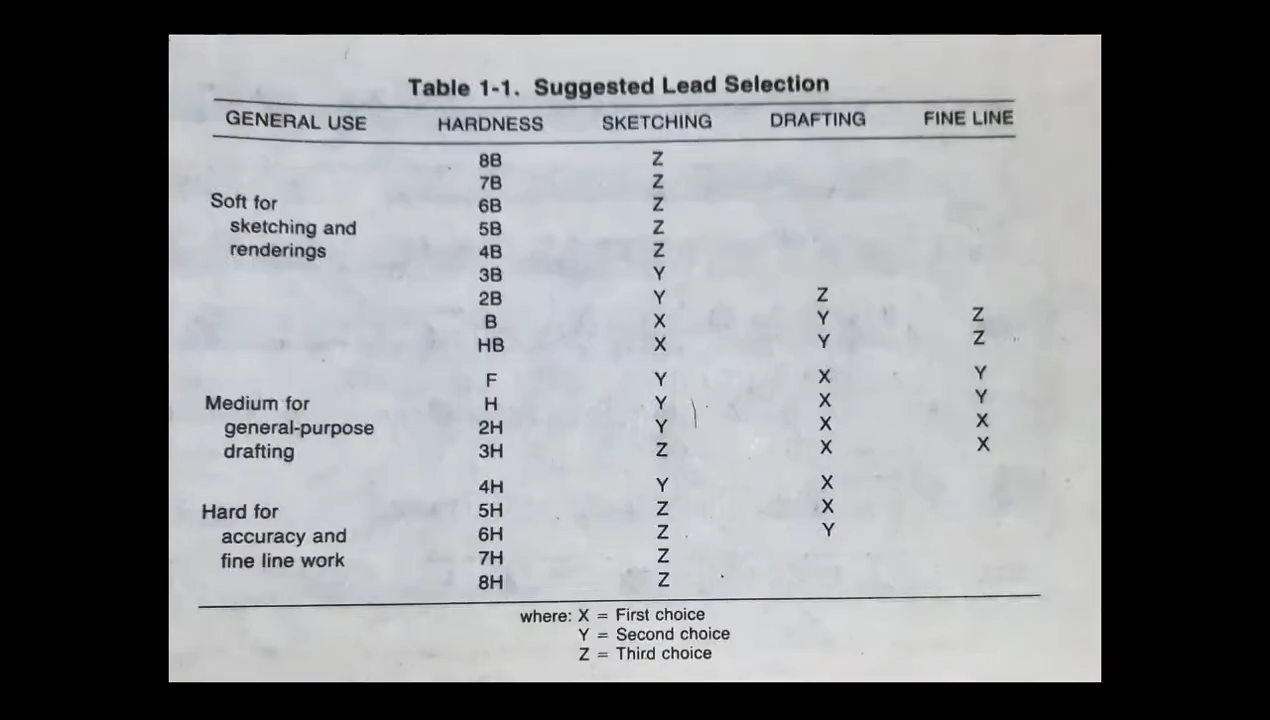 Table 1-1. Suggested Lead Selection
GENERAL USE HARDNESS SKETCHING DRAFTING FINE LINE
8B Z
7B Z
Soft for 6B Z
sketching and 5B Z
renderings 4B Z
3B Y
2B Y Z
B X Y Z
HB X Y Z
F Y X Y
Medium for H Y X Y
general-purpose 2H Y X X
drafting 3H Z X X
4H Y X
Hard for 5H Z X
accuracy and 6H Z Y
fine line work 7H Z
8H Z
where: X = First choice
Y = Second choice
Z = Third choice